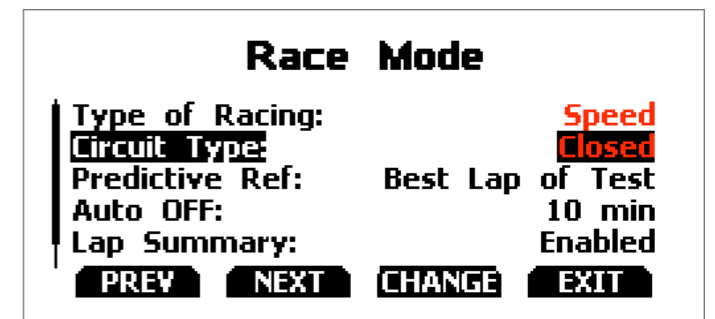 Race Mode
Type of Racing: Speed
Circuit Type: Closed
Predictive Ref: Best Lap of Test
Auto OFF: 10 min
Lap Summary: Enabled
PREV NEXT CHANGE EXIT